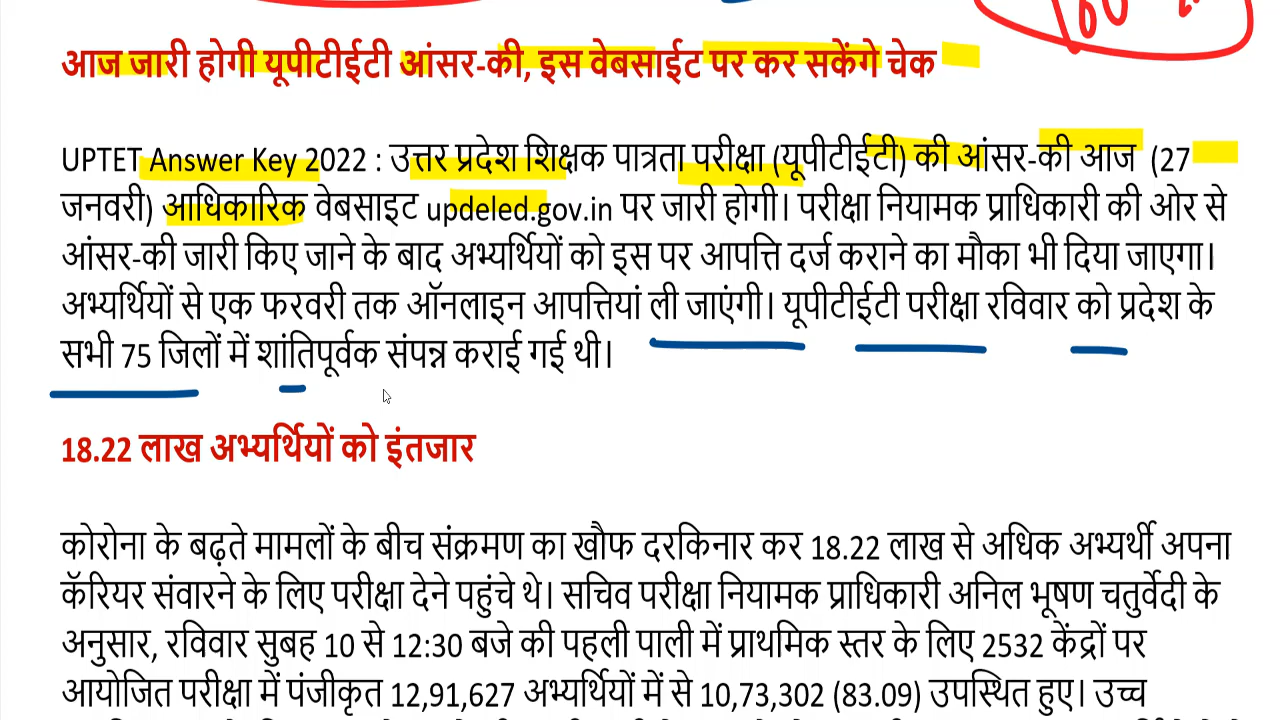 आज जारी होगी यूपीटीईटी आंसर-की, इस वेबसाईट पर कर सकेंगे चेक
UPTET Answer Key 2022 : उत्तर प्रदेश शिक्षक पात्रता परीक्षा (यूपीटीईटी) की आंसर-की आज (27
जनवरी) आधिकारिक वेबसाइट updeled.gov.in पर जारी होगी। परीक्षा नियामक प्राधिकारी की ओर से
आंसर-की जारी किए जाने के बाद अभ्यर्थियों को इस पर आपत्ति दर्ज कराने का मौका भी दिया जाएगा।
अभ्यर्थियों से एक फरवरी तक ऑनलाइन आपत्तियां ली जाएंगी। यूपीटीईटी परीक्षा रविवार को प्रदेश के
सभी 75 जिलों में शांतिपूर्वक संपन्न कराई गई थी।
18.22 लाख अभ्यर्थियों को इंतजार
कोरोना के बढ़ते मामलों के बीच संक्रमण का खौफ दरकिनार कर 18.22 लाख से अधिक अभ्यर्थी अपना
कॅरियर संवारने के लिए परीक्षा देने पहुंचे थे। सचिव परीक्षा नियामक प्राधिकारी अनिल भूषण चतुर्वेदी के
अनुसार, रविवार सुबह 10 से 12:30 बजे की पहली पाली में प्राथमिक स्तर के लिए 2532 केंद्रों पर
आयोजित परीक्षा में पंजीकृत 12,91,627 अभ्यर्थियों में से 10,73,302 (83.09) उपस्थित हुए। उच्च